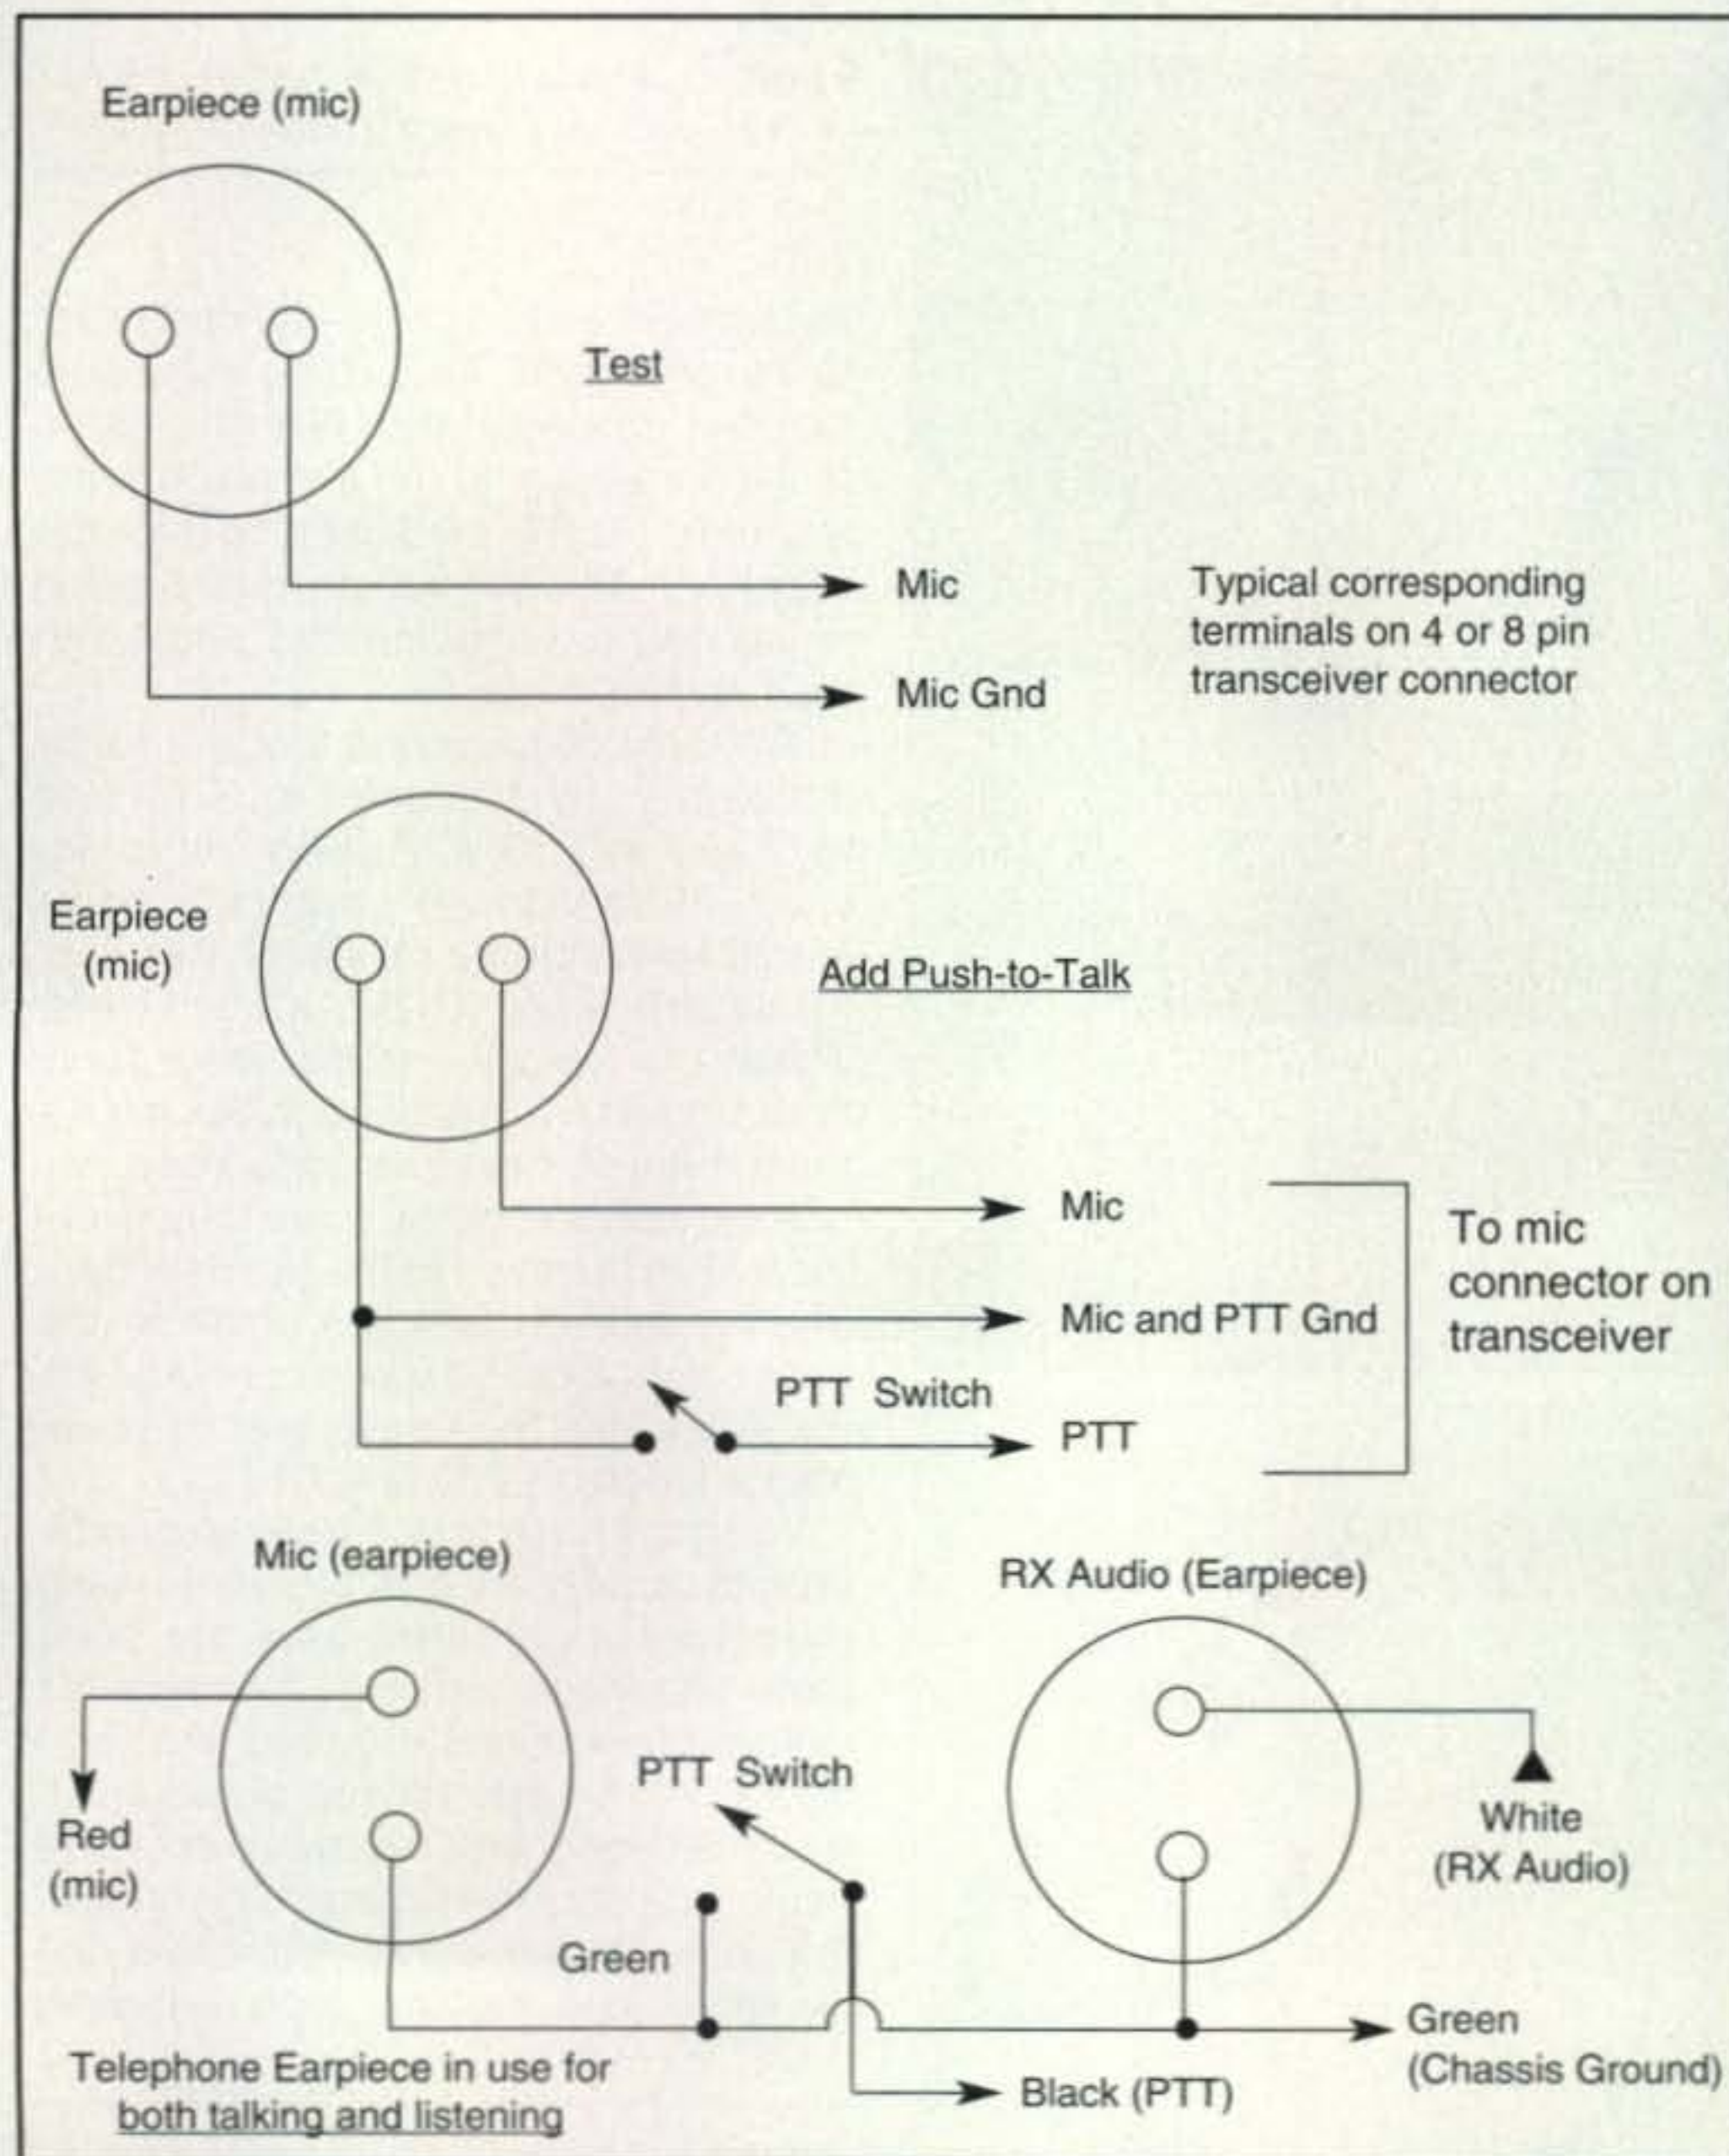 Earpiece (mic)
Test
Mic
Mic Gnd
Typical corresponding
terminals on 4 or 8 pin
transceiver connector
Earpiece
(mic)
Add Push-to-Talk
Mic
Mic and PTT Gnd
PTT Switch
PTT
To mic
connector on
transceiver
Mic (earpiece)
RX Audio (Earpiece)
PTT Switch
Red
(mic)
White
(RX Audio)
Green
Green
(Chassis Ground)
Telephone Earpiece in use for
both talking and listening
Black (PTT)